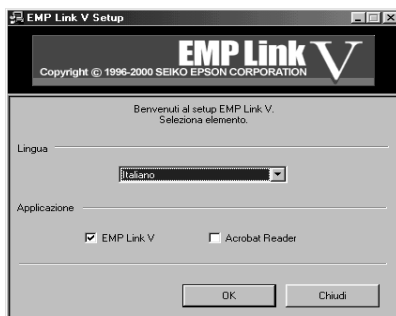 EMP Link V Setup
EMP Link V
Copyright © 1996-2000 SEIKO EPSON CORPORATION
Benvenuti al setup EMP Link V.
Seleziona elemento.
Lingua
Italiano
Applicazione
EMP Link V
Acrobat Reader
OK
Chiudi